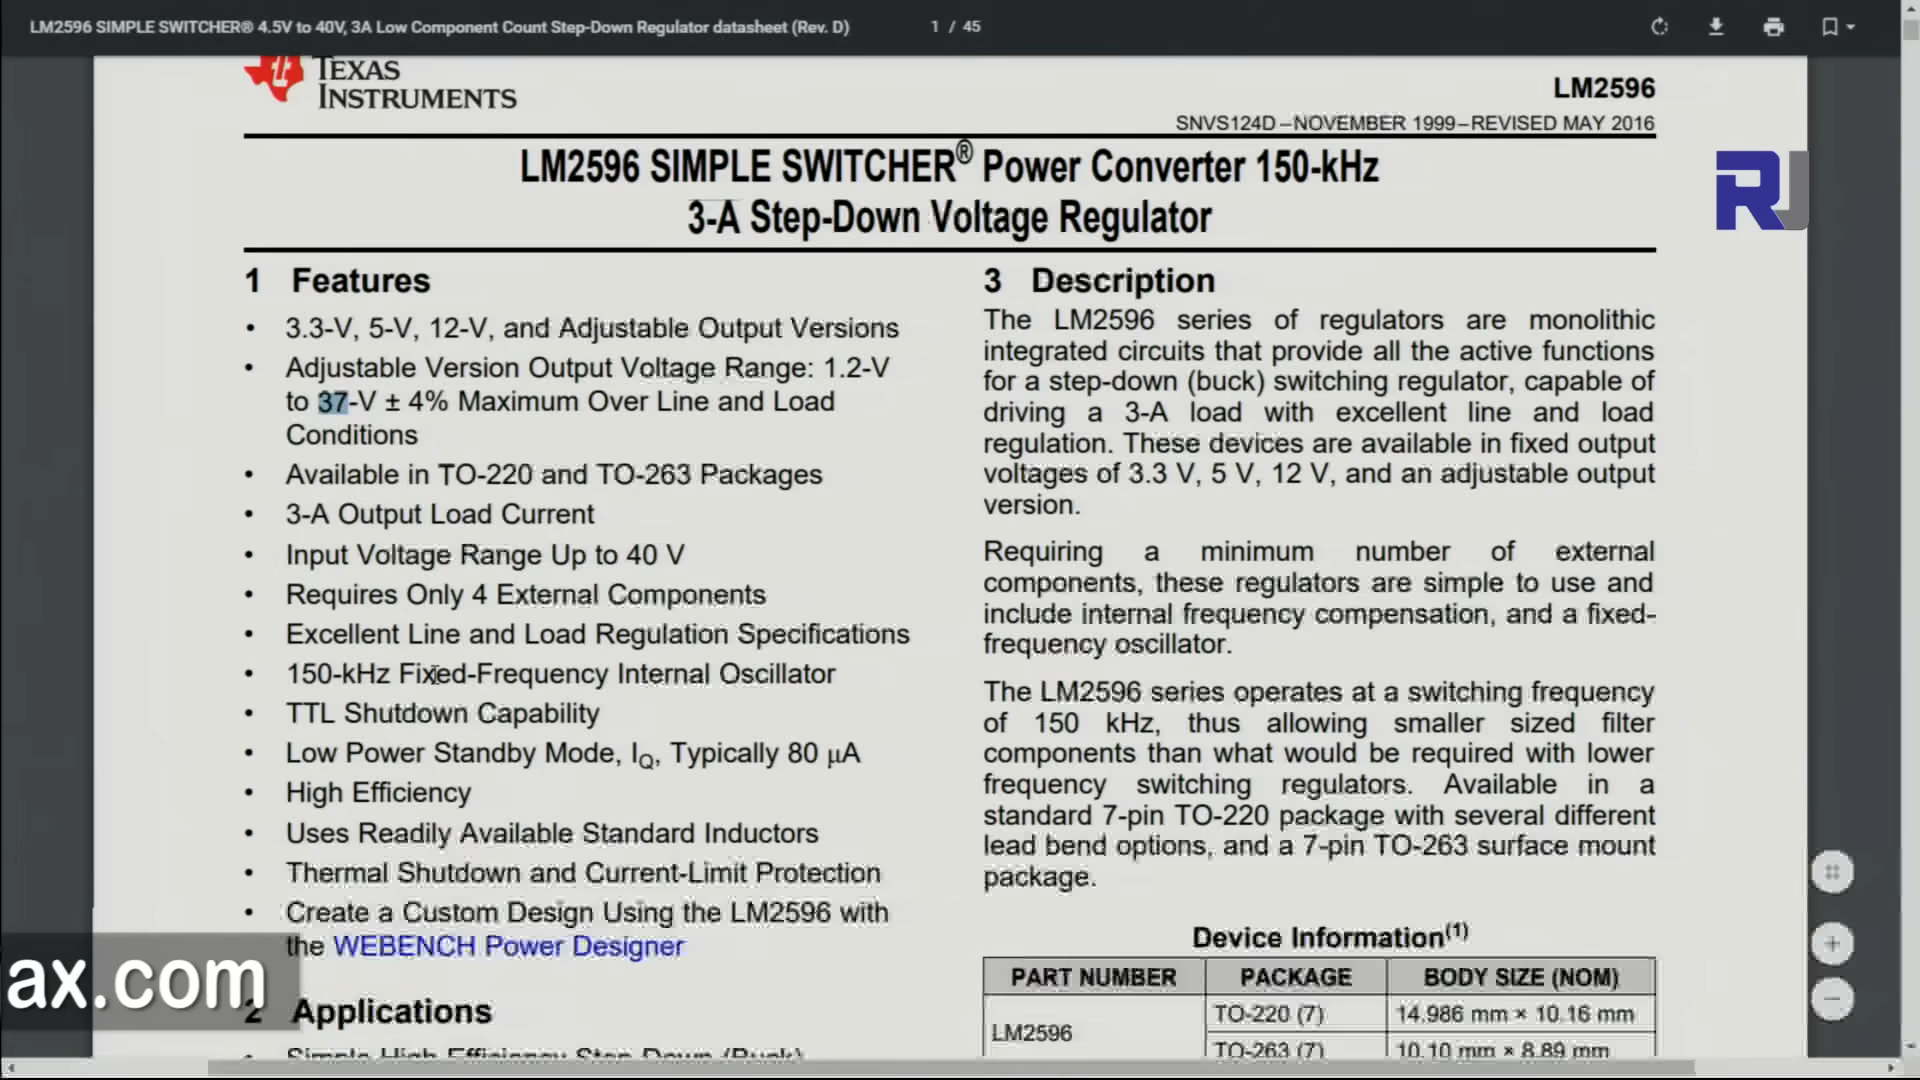 LM2596 SIMPLE SWITCHER® 4.5V to 40V, 3A Low Component Count Step-Down Regulator datasheet (Rev. D)
1 / 45
TEXAS
INSTRUMENTS
LM2596
SNVS124D –NOVEMBER 1999–REVISED MAY 2016
LM2596 SIMPLE SWITCHER® Power Converter 150-kHz
3-A Step-Down Voltage Regulator
RJ
1 Features
• 3.3-V, 5-V, 12-V, and Adjustable Output Versions
• Adjustable Version Output Voltage Range: 1.2-V
to 37-V ± 4% Maximum Over Line and Load
Conditions
• Available in TO-220 and TO-263 Packages
• 3-A Output Load Current
• Input Voltage Range Up to 40 V
• Requires Only 4 External Components
• Excellent Line and Load Regulation Specifications
• 150-kHz Fixed-Frequency Internal Oscillator
• TTL Shutdown Capability
• Low Power Standby Mode, IQ, Typically 80 μA
• High Efficiency
• Uses Readily Available Standard Inductors
• Thermal Shutdown and Current-Limit Protection
• Create a Custom Design Using the LM2596 with
the WEBENCH Power Designer
ax.com
2 Applications
• Simple High-Efficiency Step-Down (Buck)
3 Description
The LM2596 series of regulators are monolithic
integrated circuits that provide all the active functions
for a step-down (buck) switching regulator, capable of
driving a 3-A load with excellent line and load
regulation. These devices are available in fixed output
voltages of 3.3 V, 5 V, 12 V, and an adjustable output
version.
Requiring a minimum number of external
components, these regulators are simple to use and
include internal frequency compensation, and a fixed-
frequency oscillator.
The LM2596 series operates at a switching frequency
of 150 kHz, thus allowing smaller sized filter
components than what would be required with lower
frequency switching regulators. Available in a
standard 7-pin TO-220 package with several different
lead bend options, and a 7-pin TO-263 surface mount
package.
Device Information(1)
PART NUMBER PACKAGE BODY SIZE (NOM)
LM2596
TO-220 (7) 14.986 mm × 10.16 mm
TO-263 (7) 10.10 mm × 8.89 mm